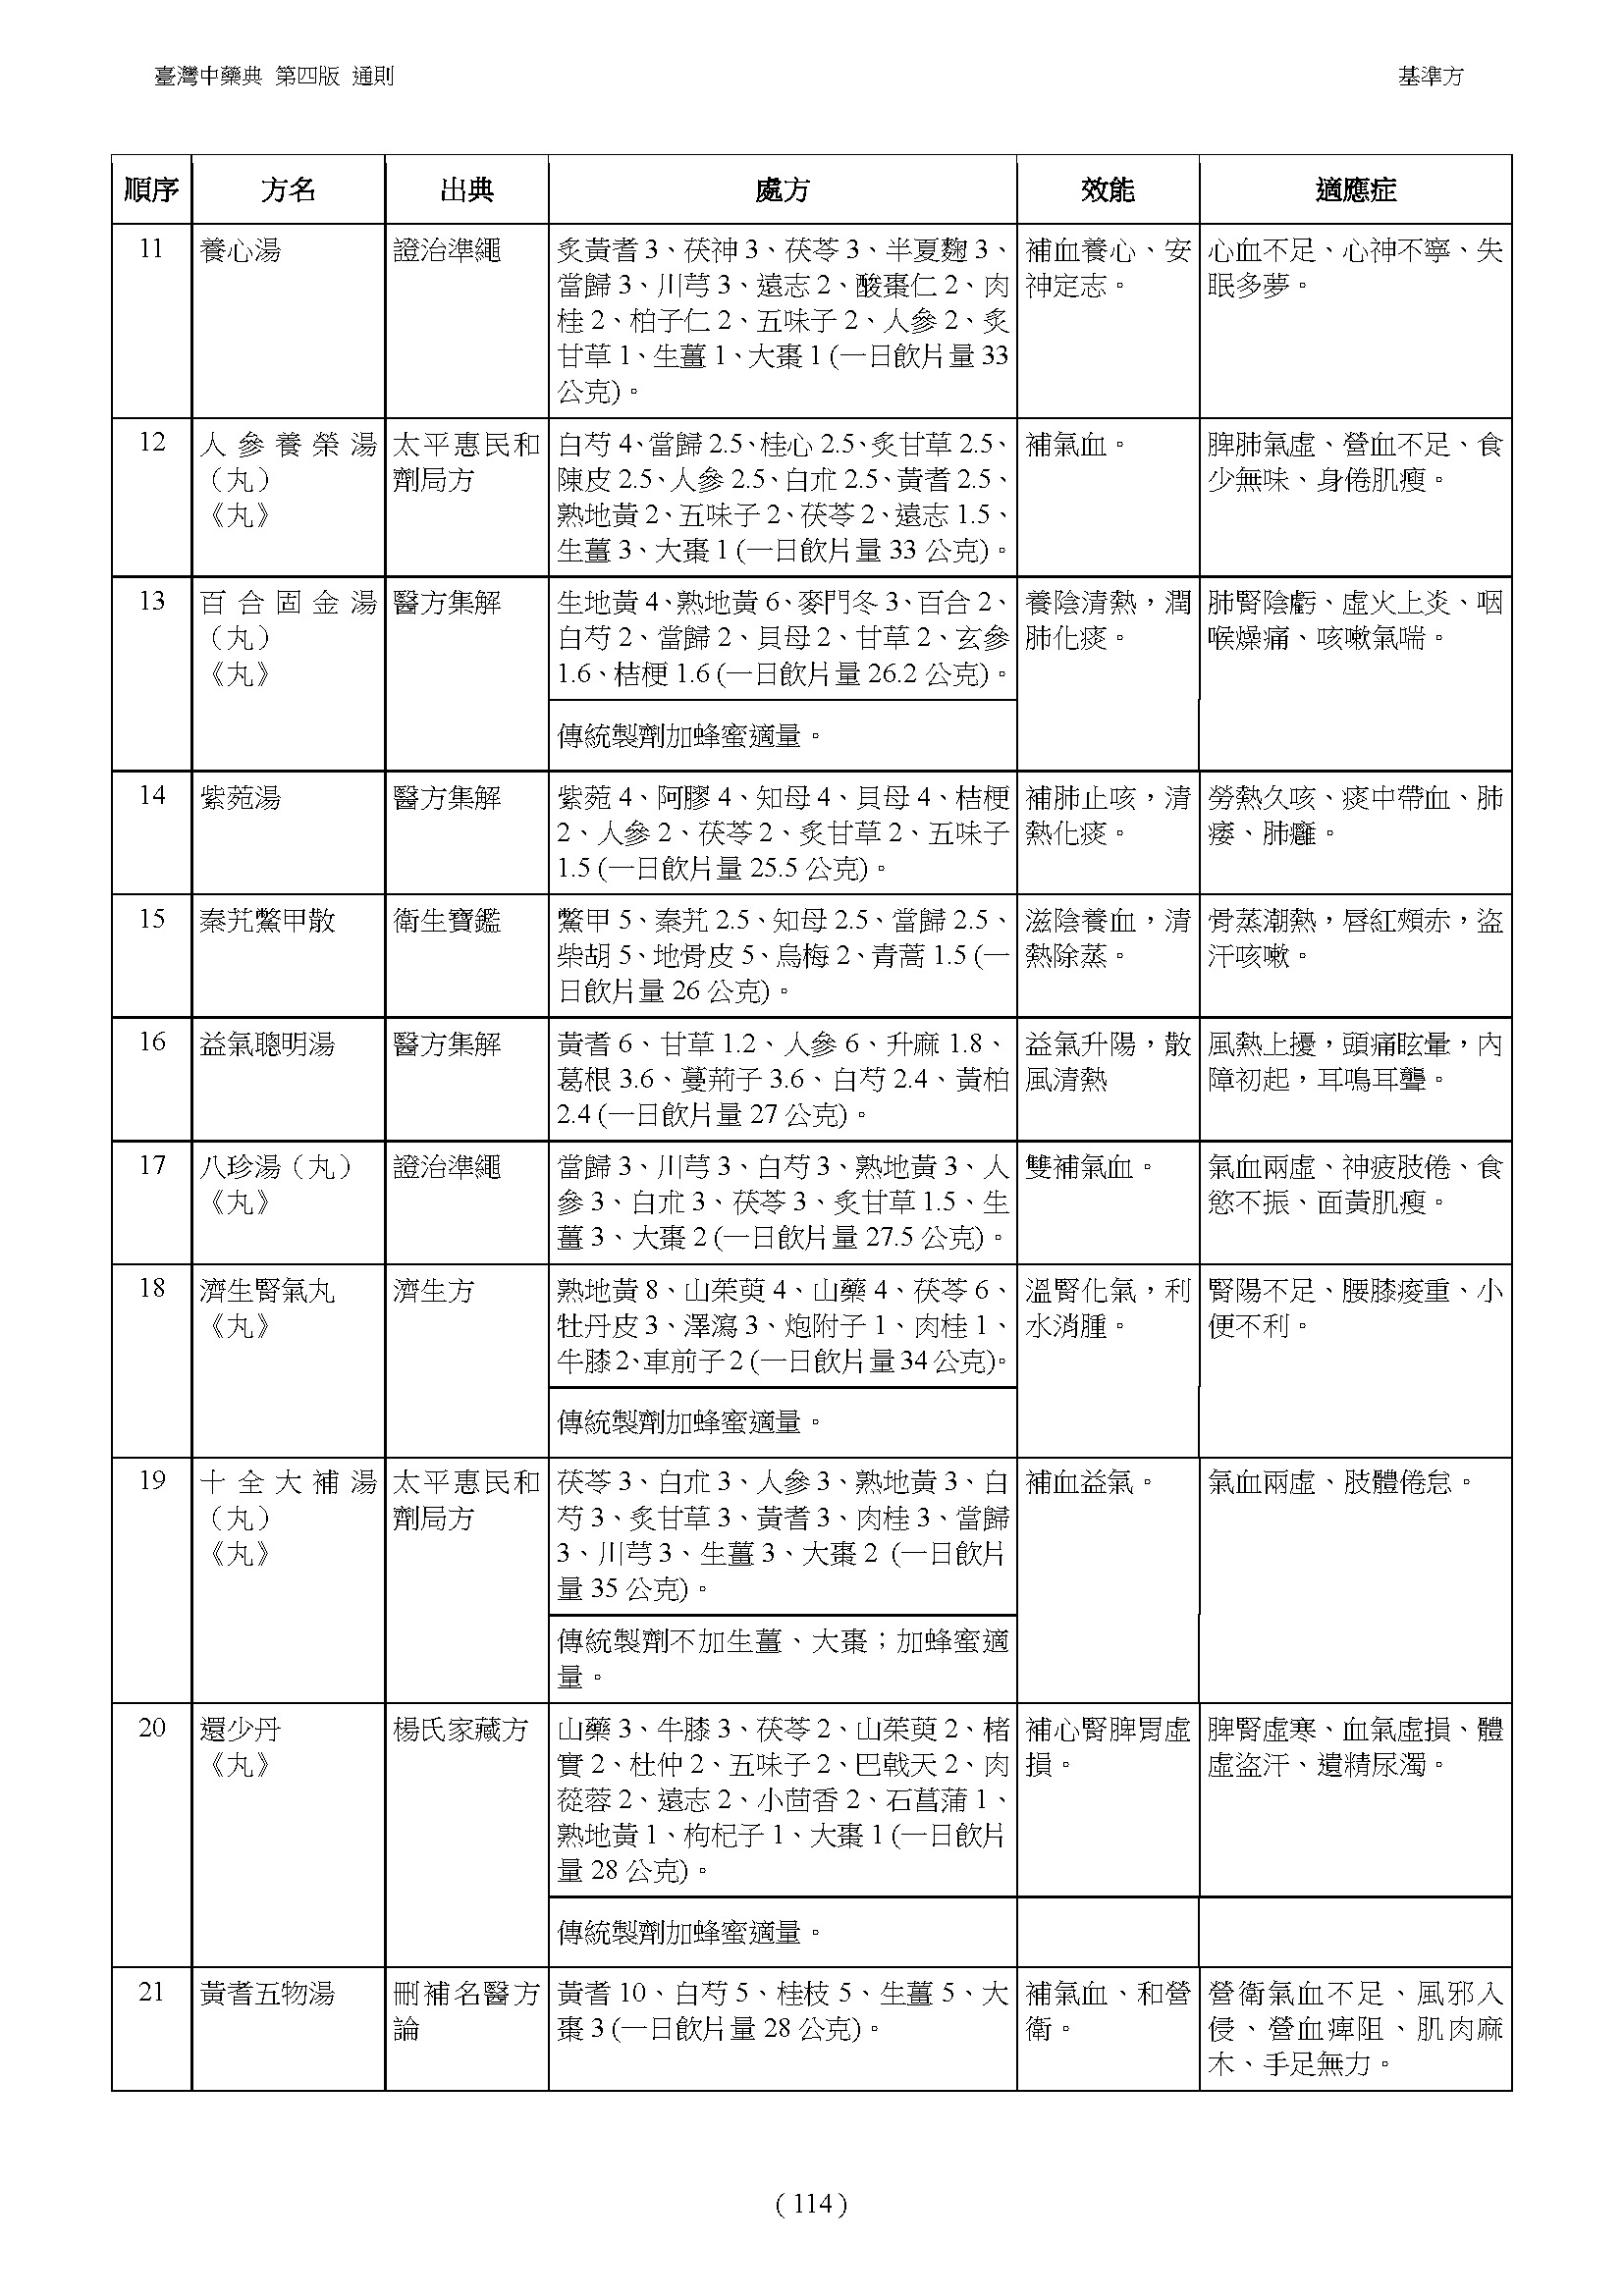 臺灣中藥典 第四版 通則 基準方
順序 方名 出典 處方 效能 適應症
11 養心湯 證治準繩 炙黃耆 3、茯神 3、茯苓 3、半夏麴 3、 補血養心、安 心血不足、心神不寧、失
當歸 3、川芎 3、遠志 2、酸棗仁 2、肉 神定志。 眠多夢。
桂 2、柏子仁 2、五味子 2、人參 2、炙
甘草 1、生薑 1、大棗 1 (一日飲片量 33
公克)。
12 人參養榮湯 太平惠民和 白芍 4、當歸 2.5、桂心 2.5、炙甘草 2.5、 補氣血。 脾肺氣虛、營血不足、食
（丸） 劑局方 陳皮 2.5、人參 2.5、白朮 2.5、黃耆 2.5、 少無味、身倦肌瘦。
《丸》 熟地黃 2、五味子 2、茯苓 2、遠志 1.5、
生薑 3、大棗 1 (一日飲片量 33 公克)。
13 百合固金湯 醫方集解 生地黃 4、熟地黃 6、麥門冬 3、百合 2、 養陰清熱，潤 肺腎陰虧、虛火上炎、咽
（丸） 白芍 2、當歸 2、貝母 2、甘草 2、玄參 肺化痰。 喉燥痛、咳嗽氣喘。
《丸》 1.6、桔梗 1.6 (一日飲片量 26.2 公克)。
傳統製劑加蜂蜜適量。
14 紫菀湯 醫方集解 紫菀 4、阿膠 4、知母 4、貝母 4、桔梗 補肺止咳，清 勞熱久咳、痰中帶血、肺
2、人參 2、茯苓 2、炙甘草 2、五味子 熱化痰。 痿、肺癰。
1.5 (一日飲片量 25.5 公克)。
15 秦艽鱉甲散 衛生寶鑑 鱉甲 5、秦艽 2.5、知母 2.5、當歸 2.5、 滋陰養血，清 骨蒸潮熱，唇紅頰赤，盜
柴胡 5、地骨皮 5、烏梅 2、青蒿 1.5 (一 熱除蒸。 汗咳嗽。
日飲片量 26 公克)。
16 益氣聰明湯 醫方集解 黃耆 6、甘草 1.2、人參 6、升麻 1.8、 益氣升陽，散 風熱上擾，頭痛眩暈，內
葛根 3.6、蔓荊子 3.6、白芍 2.4、黃柏 風清熱 障初起，耳鳴耳聾。
2.4 (一日飲片量 27 公克)。
17 八珍湯（丸） 證治準繩 當歸 3、川芎 3、白芍 3、熟地黃 3、人 雙補氣血。 氣血兩虛、神疲肢倦、食
《丸》 參 3、白朮 3、茯苓 3、炙甘草 1.5、生 慾不振、面黃肌瘦。
薑 3、大棗 2 (一日飲片量 27.5 公克)。
18 濟生腎氣丸 濟生方 熟地黃 8、山茱萸 4、山藥 4、茯苓 6、 溫腎化氣，利 腎陽不足、腰膝痠重、小
《丸》 牡丹皮 3、澤瀉 3、炮附子 1、肉桂 1、 水消腫。 便不利。
牛膝 2、車前子 2 (一日飲片量 34 公克)。
傳統製劑加蜂蜜適量。
19 十全大補湯 太平惠民和 茯苓 3、白朮 3、人參 3、熟地黃 3、白 補血益氣。 氣血兩虛、肢體倦怠。
（丸） 劑局方 芍 3、炙甘草 3、黃耆 3、肉桂 3、當歸
《丸》 3、川芎 3、生薑 3、大棗 2 (一日飲片
量 35 公克)。
傳統製劑不加生薑、大棗；加蜂蜜適
量。
20 還少丹 楊氏家藏方 山藥 3、牛膝 3、茯苓 2、山茱萸 2、楮 補心腎脾胃虛 脾腎虛寒、血氣虛損、體
《丸》 實 2、杜仲 2、五味子 2、巴戟天 2、肉 損。 虛盜汗、遺精尿濁。
蓯蓉 2、遠志 2、小茴香 2、石菖蒲 1、
熟地黃 1、枸杞子 1、大棗 1 (一日飲片
量 28 公克)。
傳統製劑加蜂蜜適量。
21 黃耆五物湯 刪補名醫方 黃耆 10、白芍 5、桂枝 5、生薑 5、大 補氣血、和營 營衛氣血不足、風邪入
論 棗 3 (一日飲片量 28 公克)。 衛。 侵、營血痺阻、肌肉麻
木、手足無力。
( 114 )